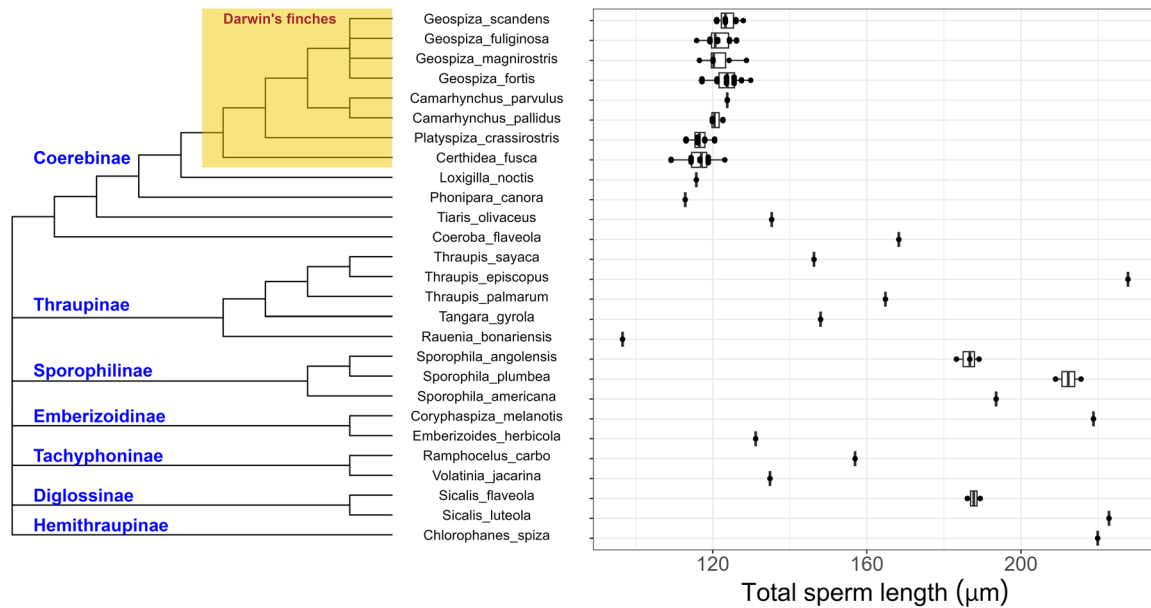 Darwin's finches
Coerebinae
Thraupinae
Sporophilinae
Emberizoidinae
Tachyphoninae
Diglossinae
Hemithraupinae
Geospiza_scandens
Geospiza_fuliginosa
Geospiza_magnirostris
Geospiza_fortis
Camarhynchus_parvulus
Camarhynchus_pallidus
Platyspiza_crassirostris
Certhidea_fusca
Loxigilla_noctis
Phonipara_canora
Tiaris_olivaceus
Coeroba_flaveola
Thraupis_sayaca
Thraupis_episcopus
Thraupis_palmarum
Tangara_gyrola
Rauenia_bonariensis
Sporophila_angolensis
Sporophila_plumbea
Sporophila_americana
Coryphaspiza_melanotis
Emberizoides_herbicola
Ramphocelus_carbo
Volatinia_jacarina
Sicalis_flaveola
Sicalis_luteola
Chlorophanes_spiza
120 160 200
Total sperm length (μm)